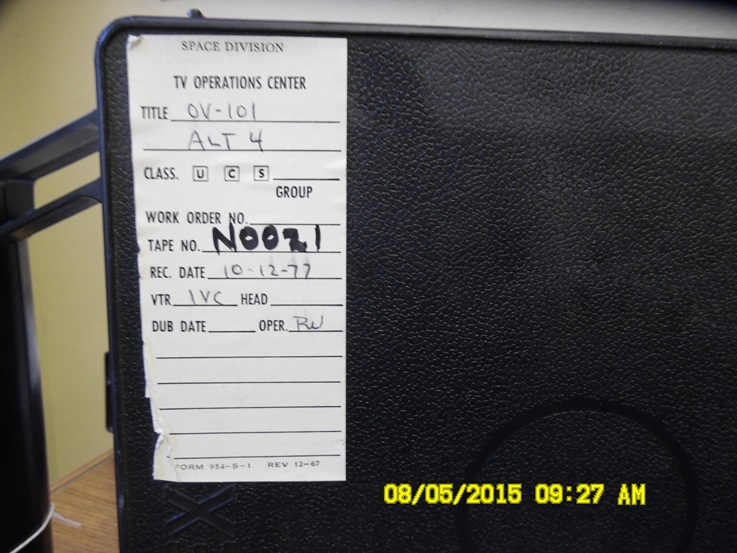 SPACE DIVISION
TV OPERATIONS CENTER
TITLE OV-101
ALT 4
CLASS. U C S
GROUP
WORK ORDER NO.
TAPE NO. N0021
REC. DATE 10-12-77
VTR IVC HEAD
DUB DATE OPER. RW
FORM 954-S-1 REV 12-67
08/05/2015 09:27 AM